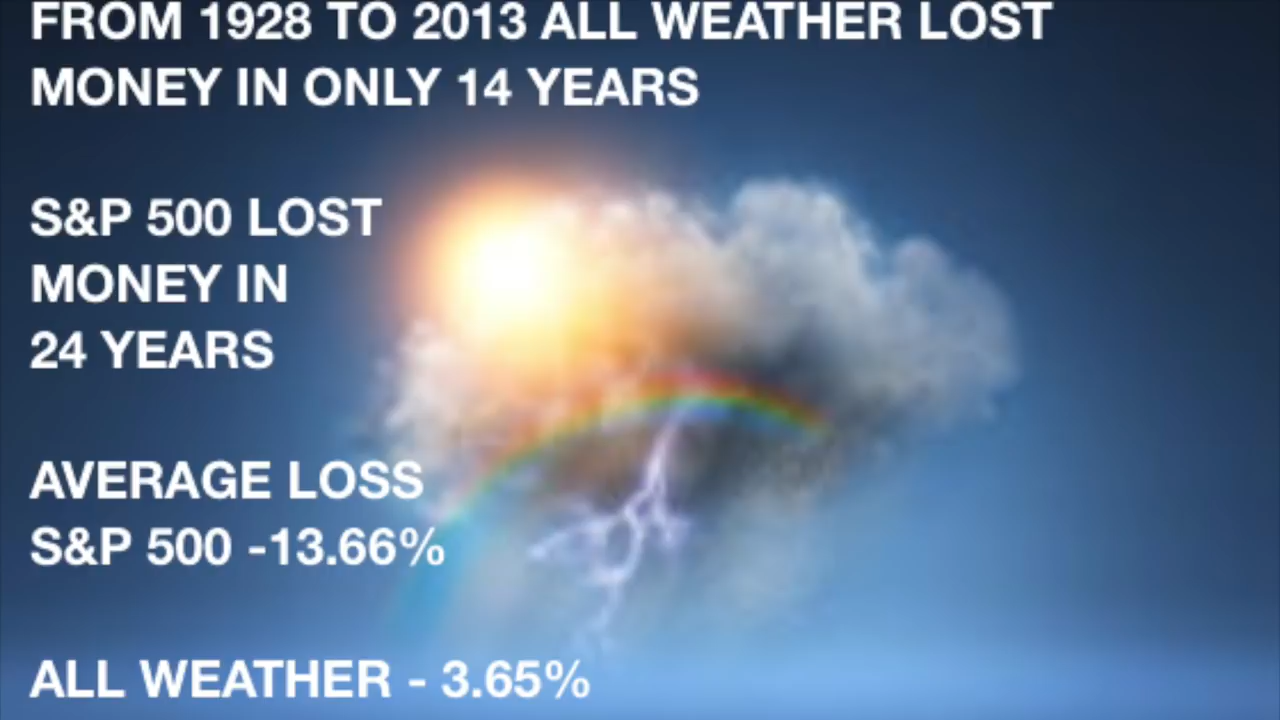 FROM 1928 TO 2013 ALL WEATHER LOST
MONEY IN ONLY 14 YEARS
S&P 500 LOST
MONEY IN
24 YEARS
AVERAGE LOSS
S&P 500 -13.66%
ALL WEATHER - 3.65%